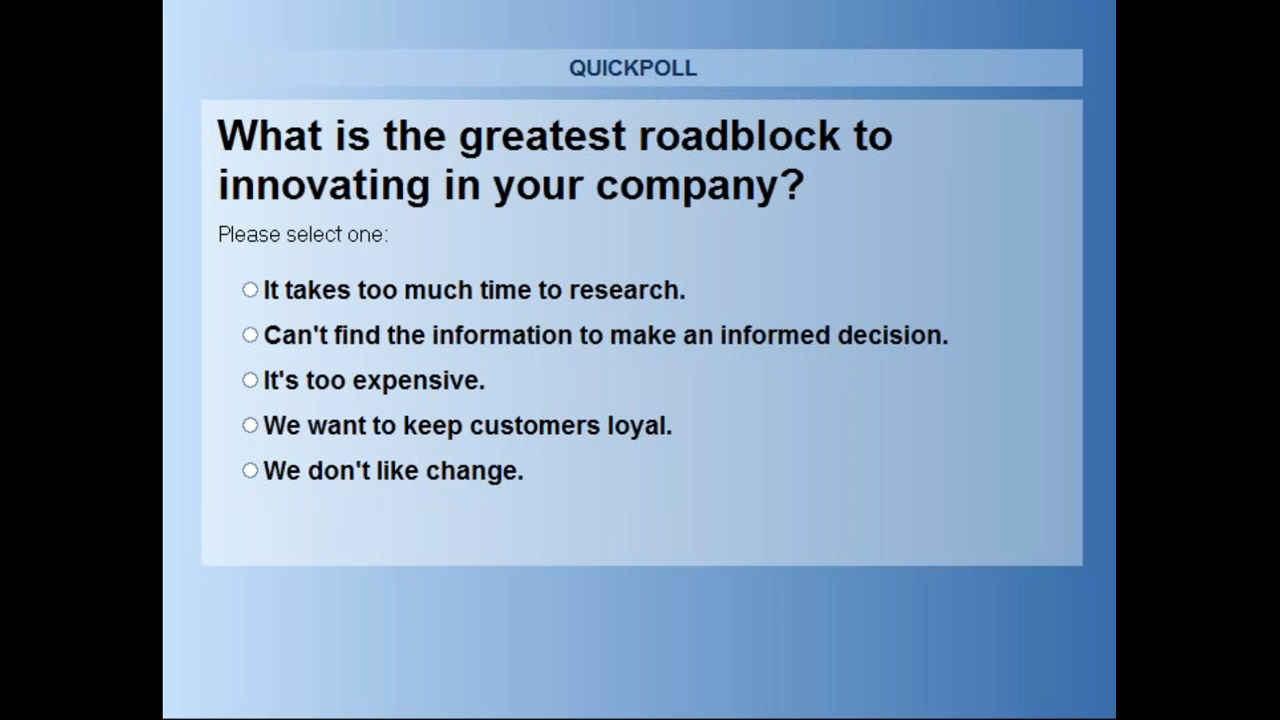 QUICKPOLL
What is the greatest roadblock to
innovating in your company?
Please select one:
It takes too much time to research.
Can't find the information to make an informed decision.
It's too expensive.
We want to keep customers loyal.
We don't like change.